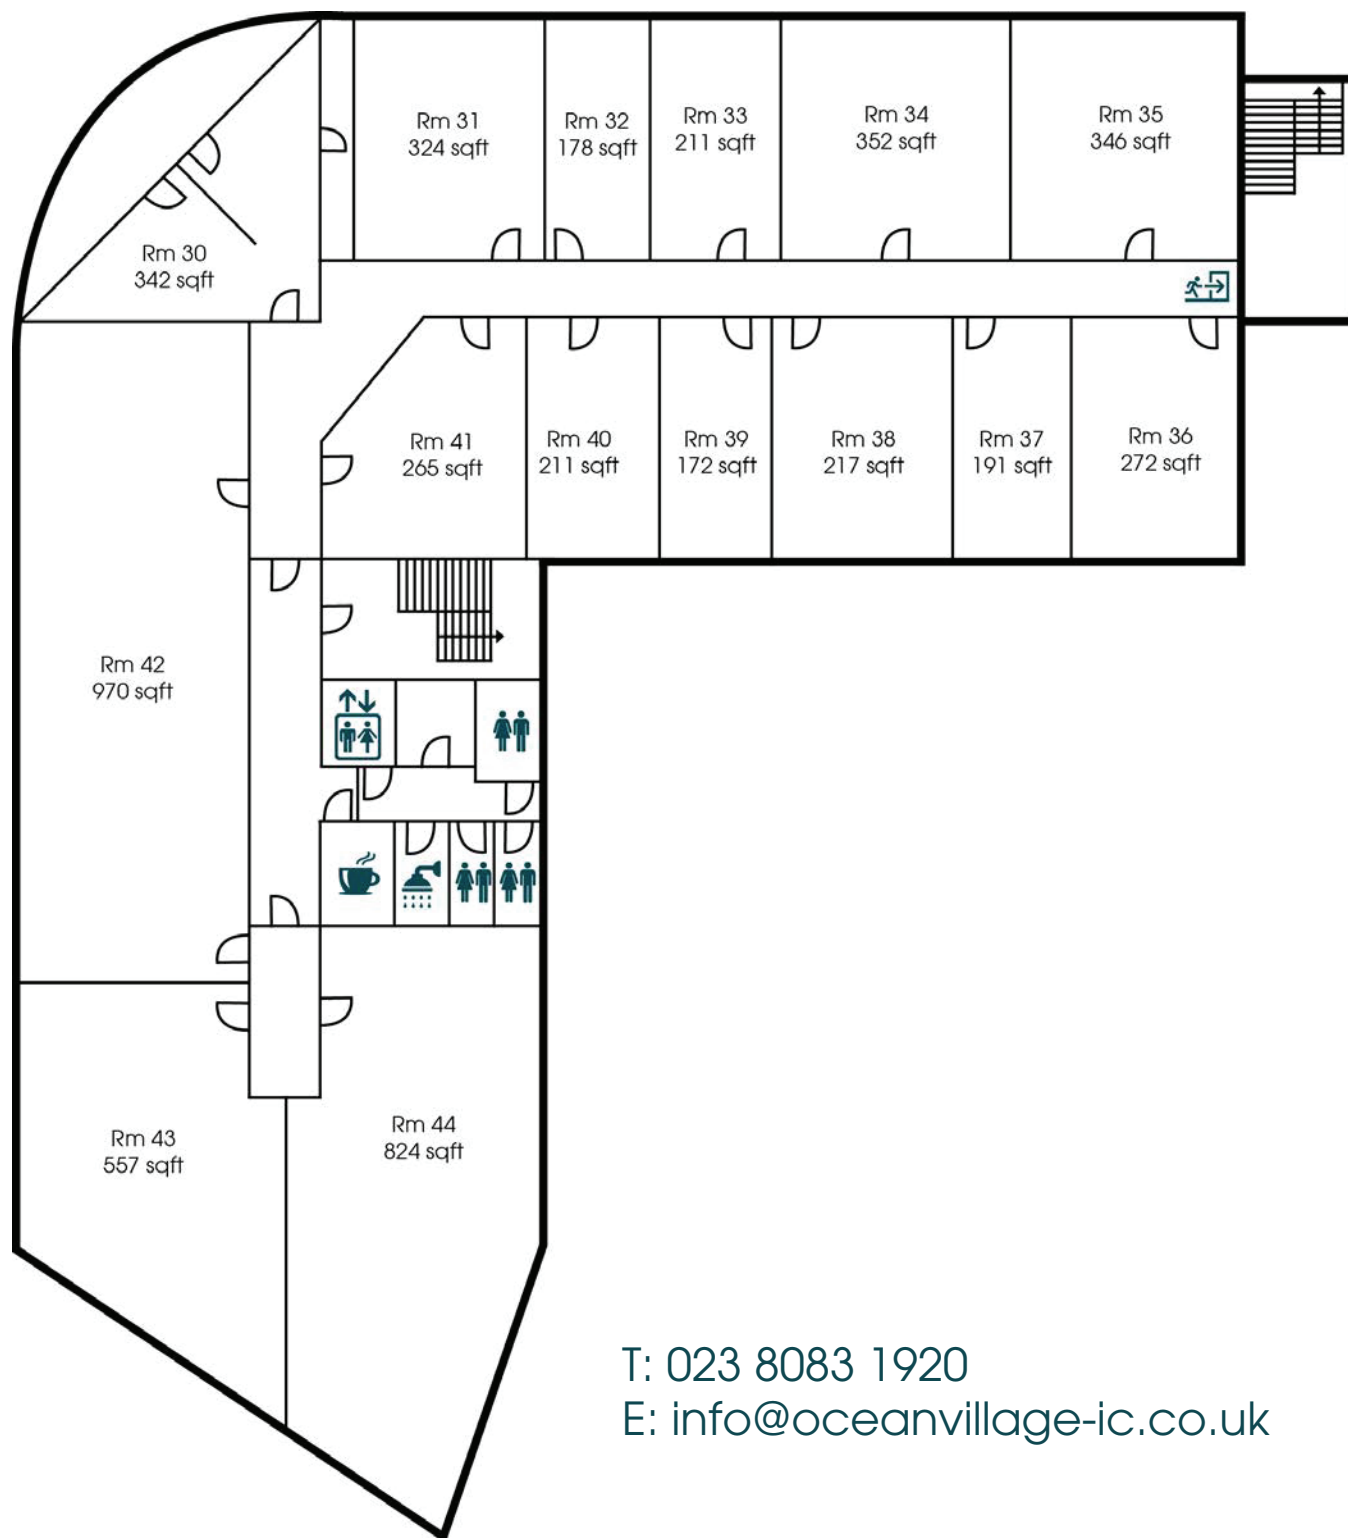 Rm 31
324 sqft
Rm 32
178 sqft
Rm 33
211 sqft
Rm 34
352 sqft
Rm 35
346 sqft
Rm 30
342 sqft
Rm 41
265 sqft
Rm 40
211 sqft
Rm 39
172 sqft
Rm 38
217 sqft
Rm 37
191 sqft
Rm 36
272 sqft
Rm 42
970 sqft
Rm 43
557 sqft
Rm 44
824 sqft
T: 023 8083 1920
E: info@oceanvillage-ic.co.uk